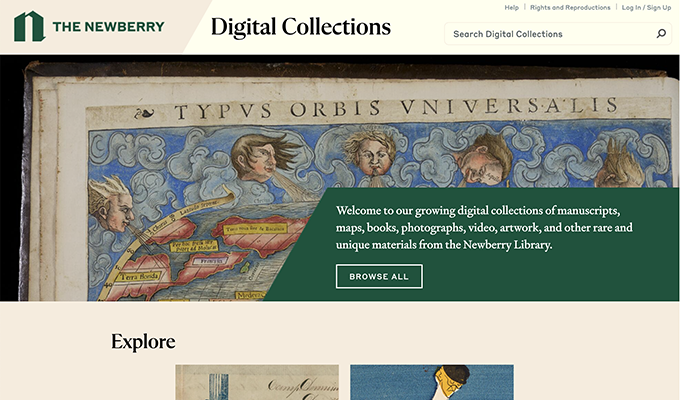 Help | Rights and Reproductions | Log In / Sign Up
THE NEWBERRY
Digital Collections
Search Digital Collections
TYPVS ORBIS VNIVERSALIS
Terra florida
Welcome to our growing digital collections of manuscripts,
maps, books, photographs, video, artwork, and other rare and
unique materials from the Newberry Library.
BROWSE ALL
Explore